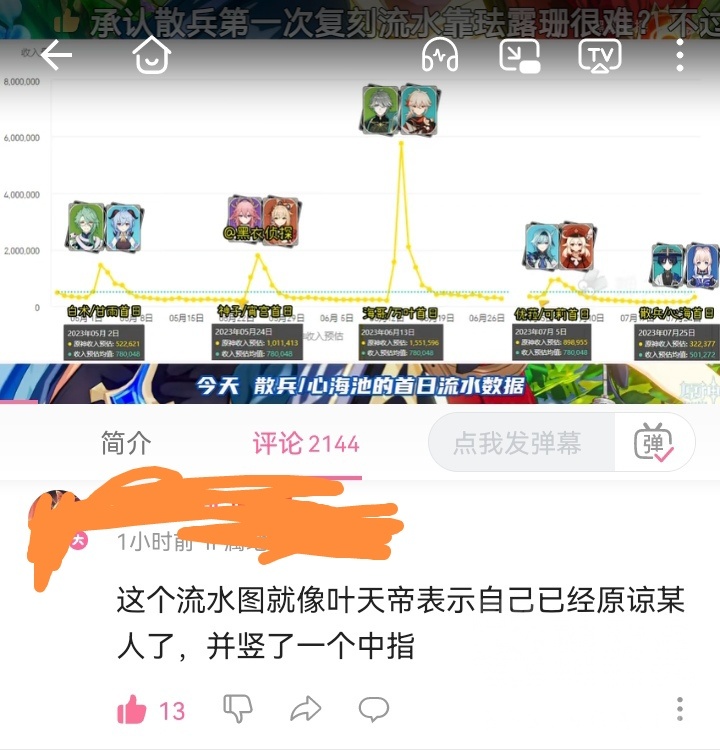 承认散兵第一次复刻流水靠珐露珊很难？不过
收入
TV
8,000,000
6,000,000
4,000,000
2,000,000
0
@黑衣侦探
白术/甘雨首日
神子/宵宫首日
海哥/万叶首日
优菈/可莉首日
散兵/心海首日
05月15日
06月5日
06月26日
收入预估
2023年05月 2日
原神收入预估: 522,621
收入预估均值: 780,048
2023年05月24日
原神收入预估: 1,011,413
收入预估均值: 780,048
2023年06月13日
原神收入预估: 1,551,596
收入预估均值: 780,048
2023年07月 5日
原神收入预估: 898,955
收入预估均值: 780,048
2023年07月25日
原神收入预估: 322,377
收入预估均值: 501,272
今天 散兵/心海池的首日流水数据
简介
评论 2144
点我发弹幕
弹
1小时前
这个流水图就像叶天帝表示自己已经原谅某
人了，并竖了一个中指
13